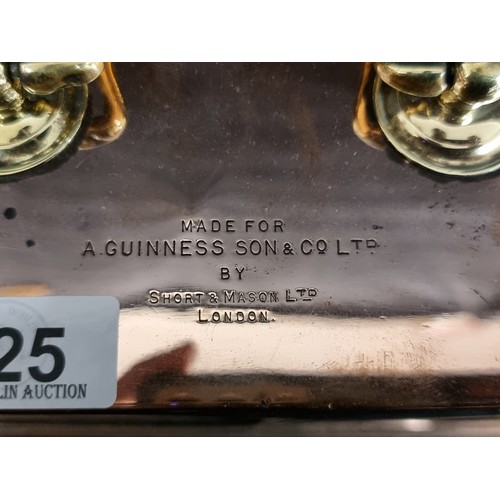 MADE FOR
A. GUINNESS SON & CO LTD
BY
SHORT & MASON LTD
LONDON.
25
LIN AUCTION